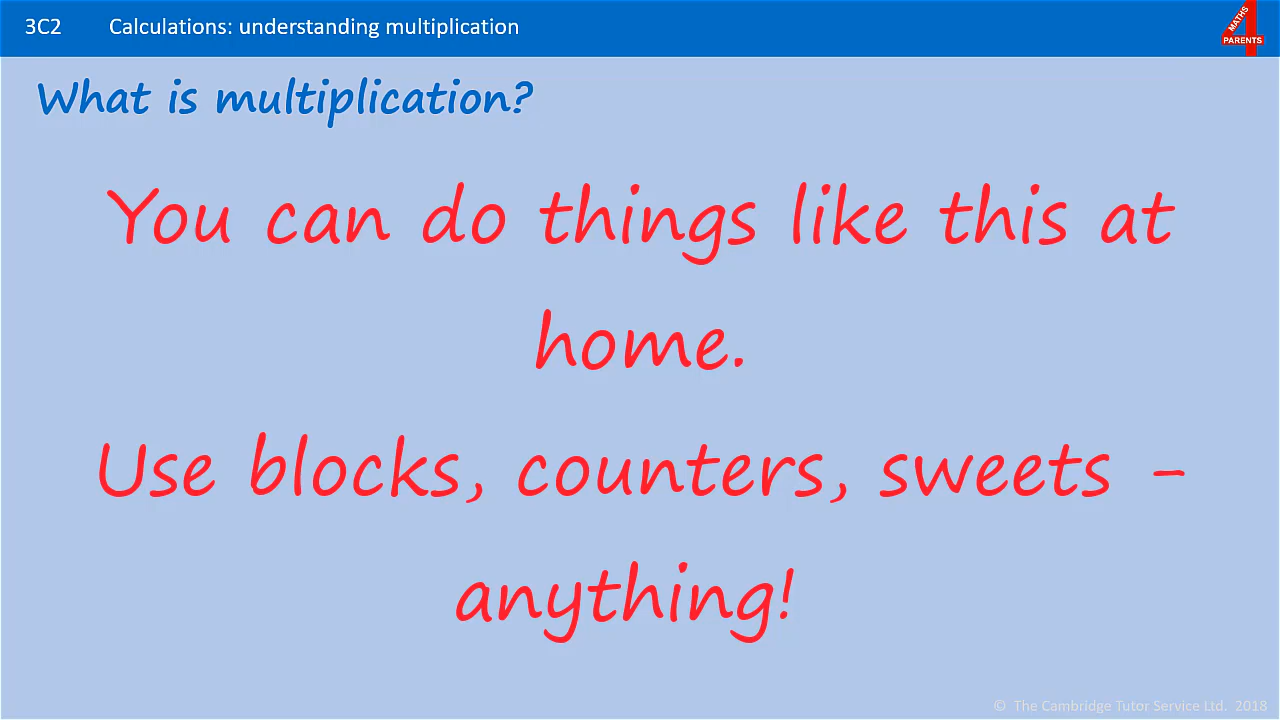 3C2 Calculations: understanding multiplication
MATHS
4
PARENTS
What is multiplication?
You can do things like this at
home.
Use blocks, counters, sweets -
anything!
© The Cambridge Tutor Service Ltd. 2018